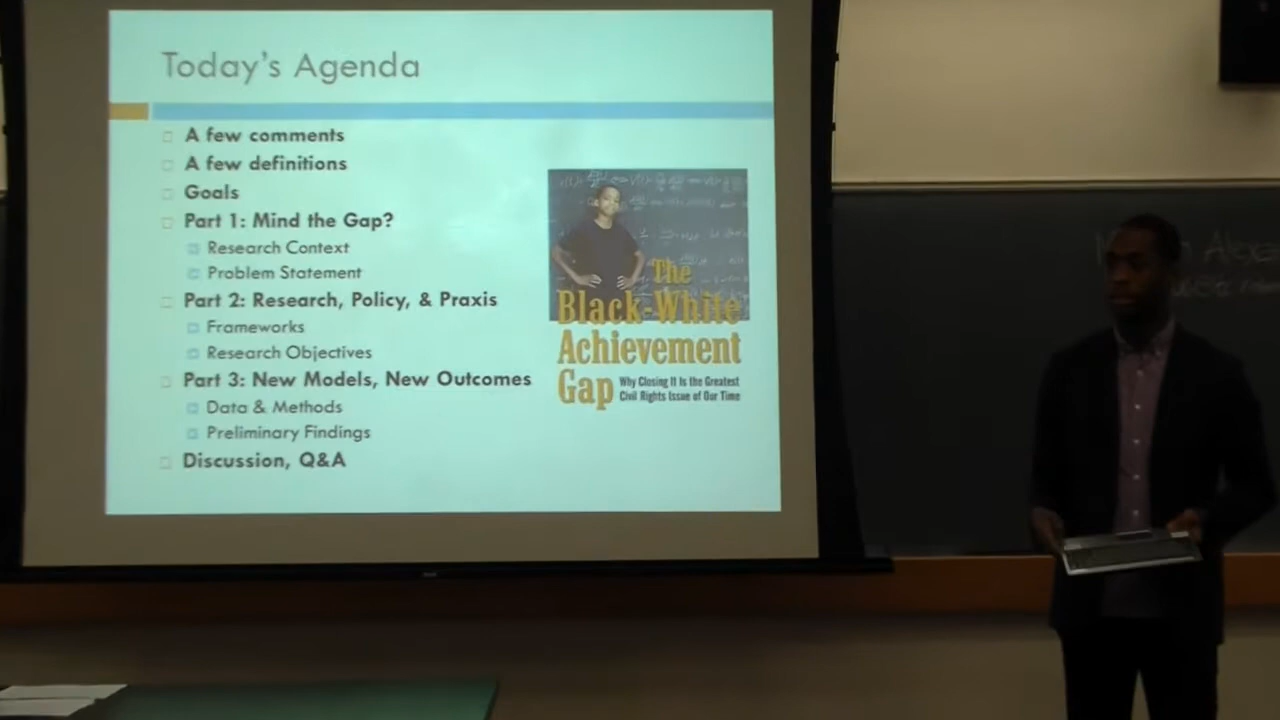 Today's Agenda
A few comments
A few definitions
Goals
Part 1: Mind the Gap?
Research Context
Problem Statement
Part 2: Research, Policy, & Praxis
Frameworks
Research Objectives
Part 3: New Models, New Outcomes
Data & Methods
Preliminary Findings
Discussion, Q&A
The
Black-White
Achievement
Gap
Why Closing It Is the Greatest
Civil Rights Issue of Our Time